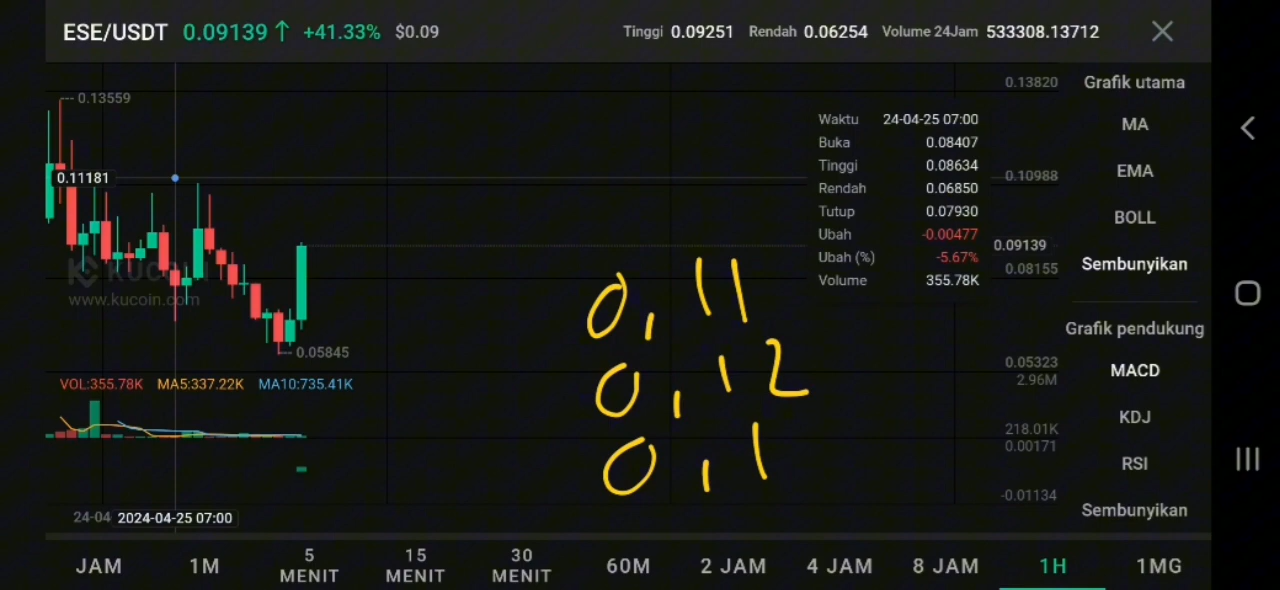 ESE/USDT 0.09139 ↑ +41.33% $0.09 Tinggi 0.09251 Rendah 0.06254 Volume 24Jam 533308.13712
0.13820 Grafik utama
0.13559
Waktu 24-04-25 07:00
MA
Buka 0.08407
Tinggi 0.08634
0.11181
0.10988
EMA
Rendah 0.06850
Tutup 0.07930
BOLL
Ubah -0.00477
0.09139
Ubah (%) -5.67%
0.08155
Sembunyikan
KUCOIN
Volume 355.78K
www.kucoin.com
0,11
Grafik pendukung
0.05845
0.05323
MACD
2.96M
VOL:355.78K MA5:337.22K MA10:735.41K
0,12
KDJ
218.01K
0.00171
0,1
RSI
-0.01134
Sembunyikan
24-04 2024-04-25 07:00
JAM 1M 5 MENIT 15 MENIT 30 MENIT 60M 2 JAM 4 JAM 8 JAM 1H 1MG